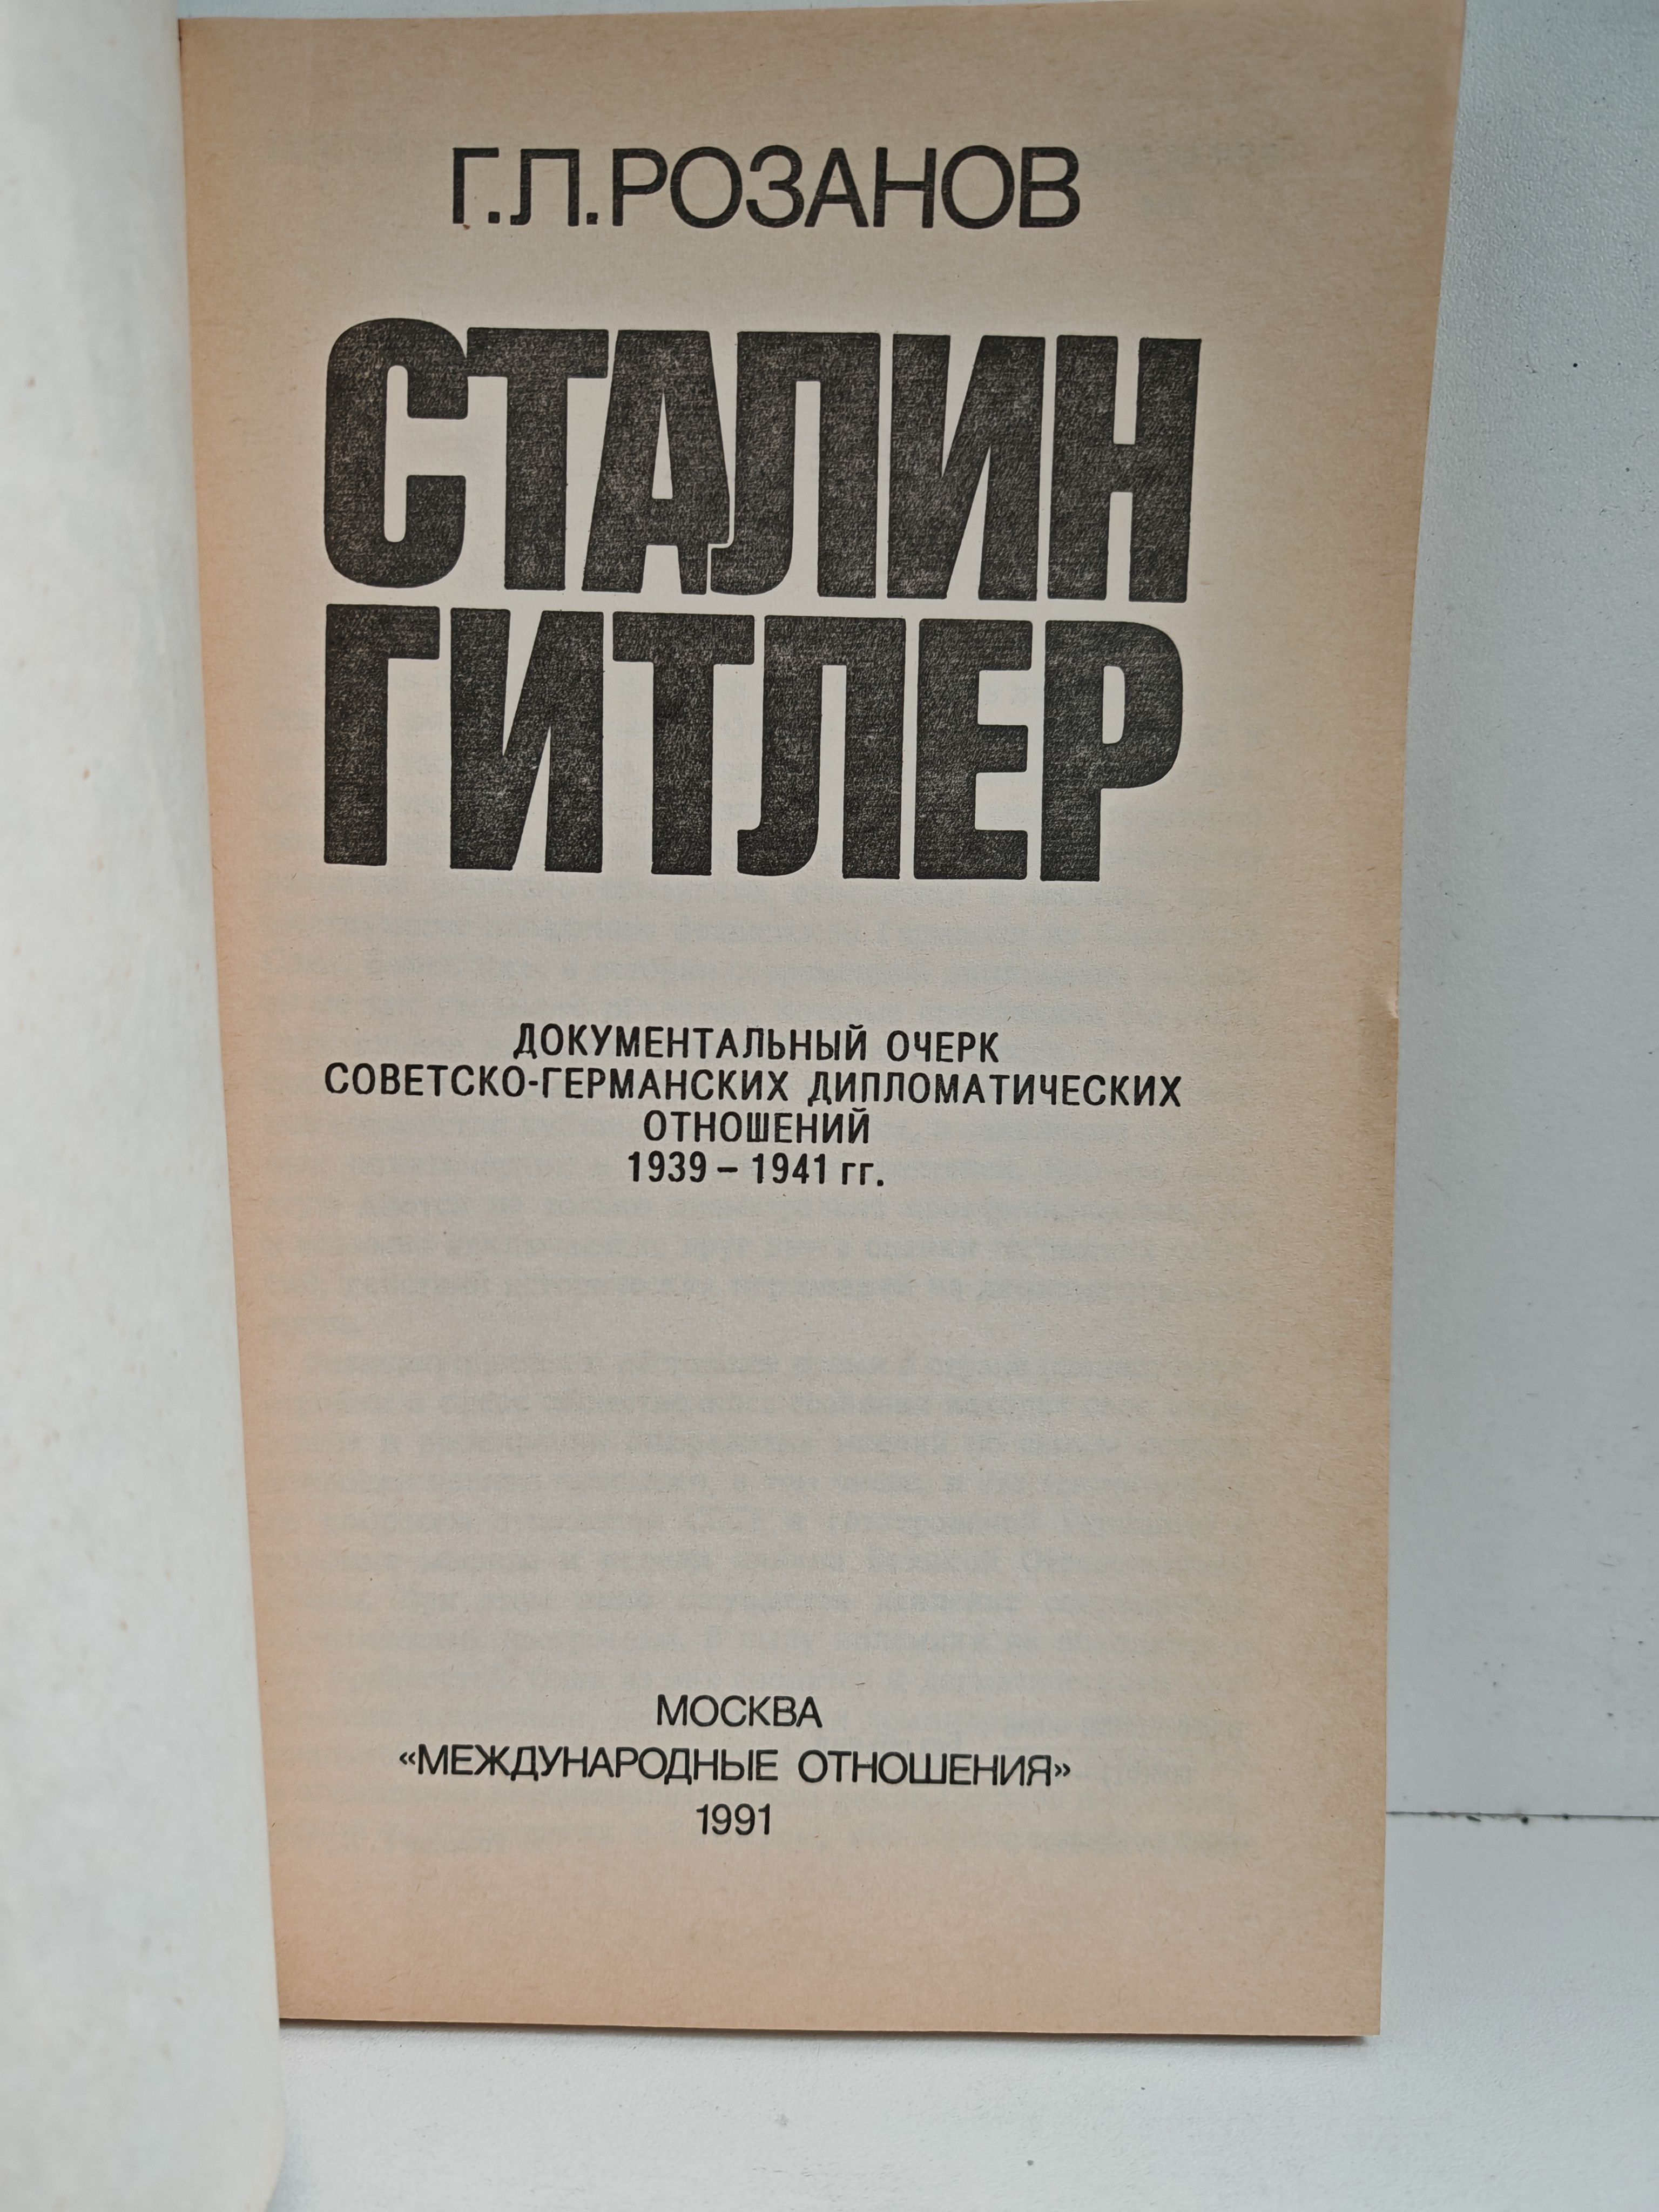 Г.Л.РОЗАНОВ
СТАЛИН
ГИТЛЕР
ДОКУМЕНТАЛЬНЫЙ ОЧЕРК
СОВЕТСКО-ГЕРМАНСКИХ ДИПЛОМАТИЧЕСКИХ
ОТНОШЕНИЙ
1939 – 1941 гг.
МОСКВА
«МЕЖДУНАРОДНЫЕ ОТНОШЕНИЯ»
1991